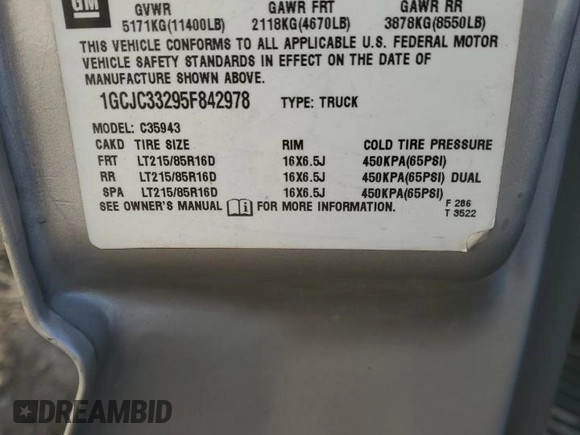 GM
GVWR GAWR FRT GAWR RR
5171KG(11400LB) 2118KG(4670LB) 3878KG(8550LB)
THIS VEHICLE CONFORMS TO ALL APPLICABLE U.S. FEDERAL MOTOR
VEHICLE SAFETY STANDARDS IN EFFECT ON THE DATE OF
MANUFACTURE SHOWN ABOVE.
1GCJC33295F842978 TYPE: TRUCK
MODEL: C35943
CAKD TIRE SIZE RIM COLD TIRE PRESSURE
FRT LT215/85R16D 16X6.5J 450KPA(65PSI)
RR LT215/85R16D 16X6.5J 450KPA(65PSI) DUAL
SPA LT215/85R16D 16X6.5J 450KPA(65PSI)
SEE OWNER'S MANUAL i FOR MORE INFORMATION.
F 286
T 3522
DREAMBID